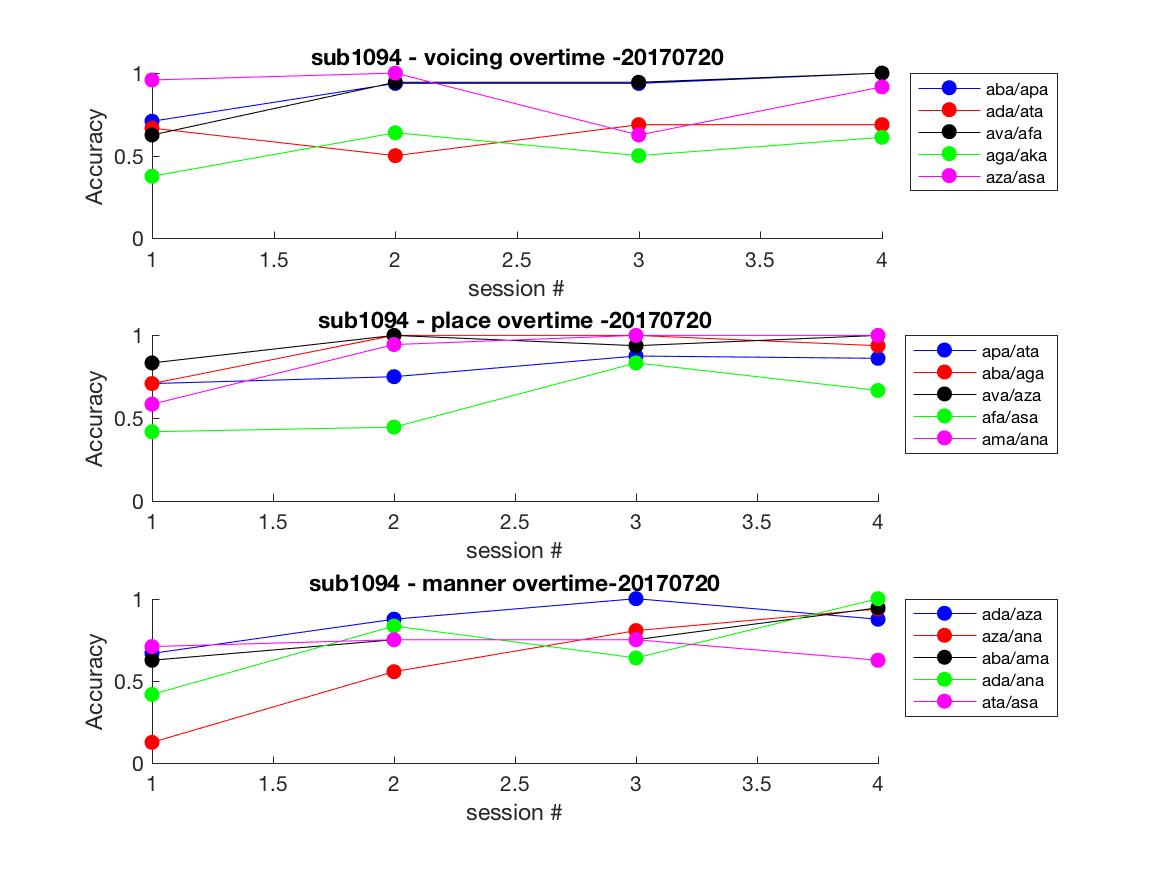 sub1094 - voicing overtime -20170720
1
0.5
0
Accuracy
1 1.5 2 2.5 3 3.5 4
session #
aba/apa
ada/ata
ava/afa
aga/aka
aza/asa
sub1094 - place overtime -20170720
1
0.5
0
Accuracy
1 1.5 2 2.5 3 3.5 4
session #
apa/ata
aba/aga
ava/aza
afa/asa
ama/ana
sub1094 - manner overtime-20170720
1
0.5
0
Accuracy
1 1.5 2 2.5 3 3.5 4
session #
ada/aza
aza/ana
aba/ama
ada/ana
ata/asa